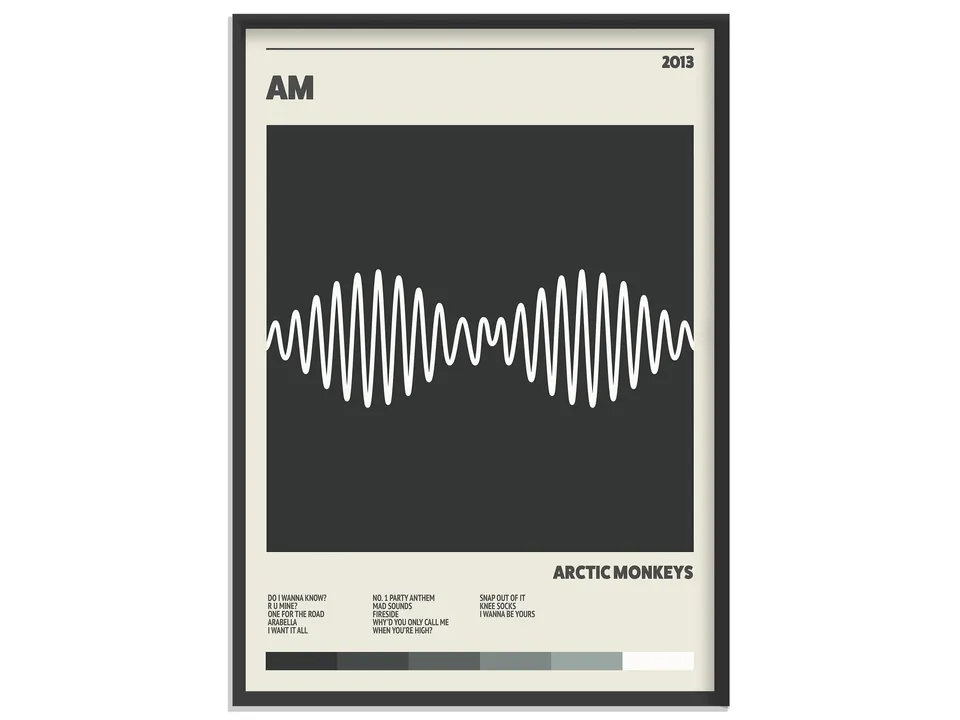 2013
AM
ARCTIC MONKEYS
DO I WANNA KNOW?
R U MINE?
ONE FOR THE ROAD
ARABELLA
I WANT IT ALL
NO. 1 PARTY ANTHEM
MAD SOUNDS
FIRESIDE
WHY'D YOU ONLY CALL ME
WHEN YOU'RE HIGH?
SNAP OUT OF IT
KNEE SOCKS
I WANNA BE YOURS